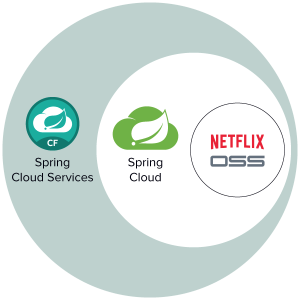 CF
Spring
Cloud Services
Spring
Cloud
NETFLIX
OSS